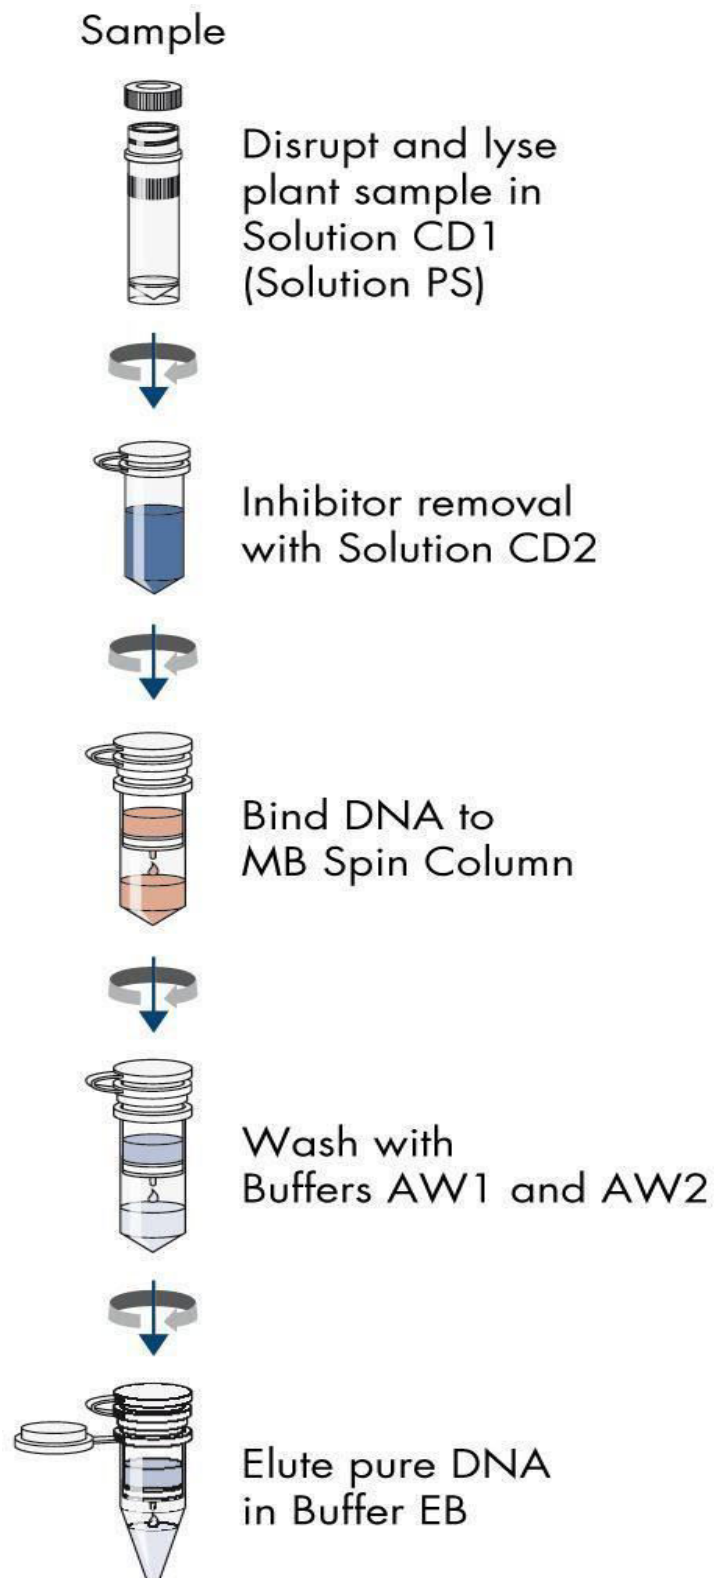 Sample
Disrupt and lyse
plant sample in
Solution CD1
(Solution PS)
Inhibitor removal
with Solution CD2
Bind DNA to
MB Spin Column
Wash with
Buffers AW1 and AW2
Elute pure DNA
in Buffer EB